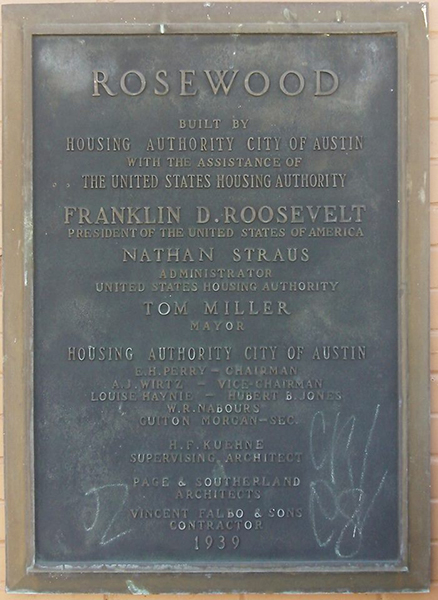 ROSEWOOD
BUILT BY
HOUSING AUTHORITY CITY OF AUSTIN
WITH THE ASSISTANCE OF
THE UNITED STATES HOUSING AUTHORITY
FRANKLIN D. ROOSEVELT
PRESIDENT OF THE UNITED STATES OF AMERICA
NATHAN STRAUS
ADMINISTRATOR
UNITED STATES HOUSING AUTHORITY
TOM MILLER
MAYOR
HOUSING AUTHORITY CITY OF AUSTIN
E.H. PERRY – CHAIRMAN
A.J. WIRTZ – VICE-CHAIRMAN
LOUISE HAYNIE – HUBERT B. JONES
W.R. NABOURS
GUITON MORGAN-SEC.
H.F. KUEHNE
SUPERVISING, ARCHITECT
PAGE & SOUTHERLAND
ARCHITECTS
VINCENT FALBO & SONS
CONTRACTOR
1939